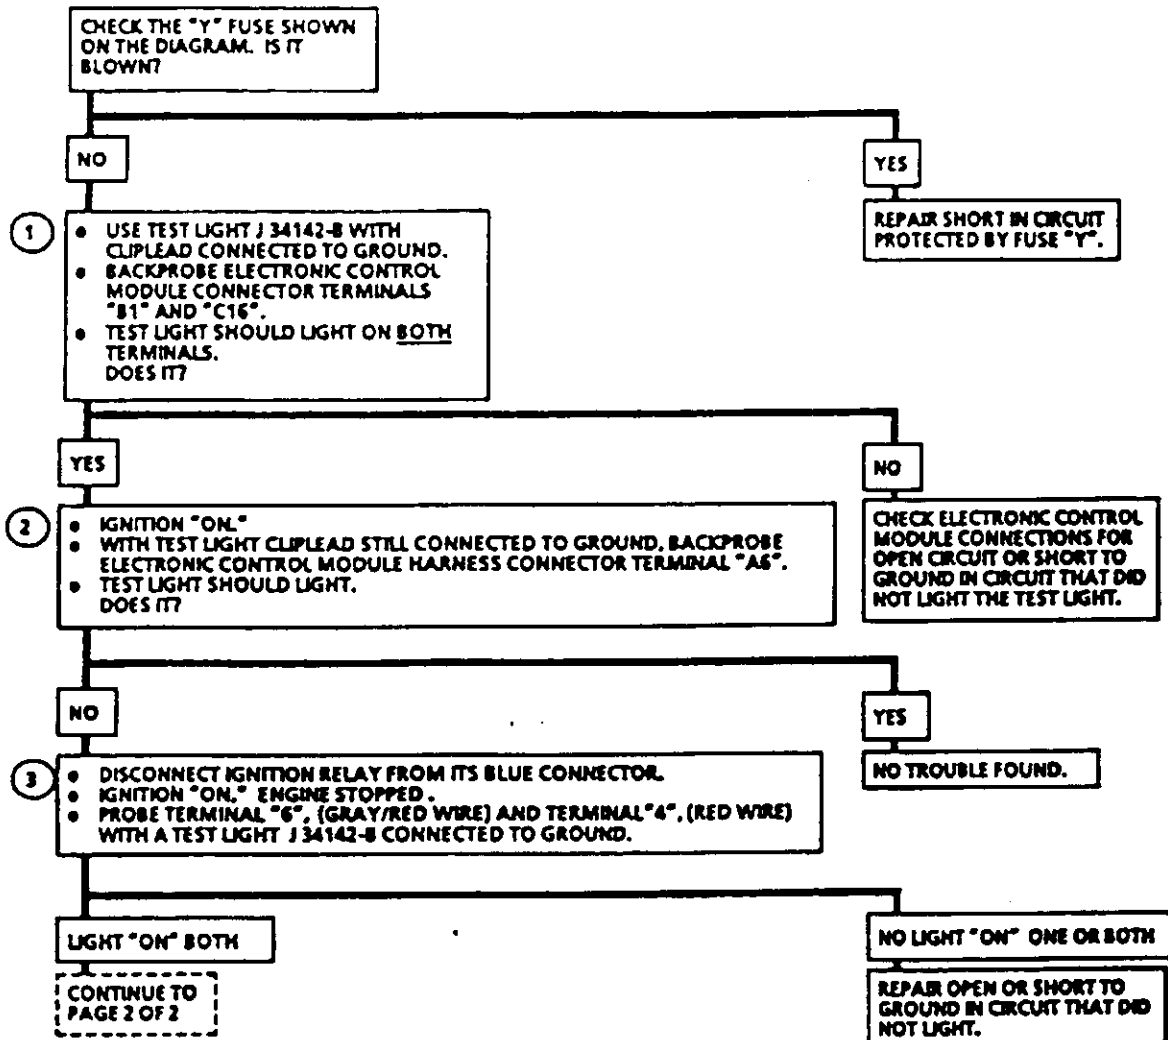 CHECK THE "Y" FUSE SHOWN
ON THE DIAGRAM. IS IT
BLOWN?
NO
YES
REPAIR SHORT IN CIRCUIT
PROTECTED BY FUSE "Y".
1
• USE TEST LIGHT J 34142-B WITH
CLIPLEAD CONNECTED TO GROUND.
• BACKPROBE ELECTRONIC CONTROL
MODULE CONNECTOR TERMINALS
"B1" AND "C16".
• TEST LIGHT SHOULD LIGHT ON BOTH
TERMINALS.
DOES IT?
YES
NO
CHECK ELECTRONIC CONTROL
MODULE CONNECTIONS FOR
OPEN CIRCUIT OR SHORT TO
GROUND IN CIRCUIT THAT DID
NOT LIGHT THE TEST LIGHT.
2
• IGNITION "ON."
• WITH TEST LIGHT CLIPLEAD STILL CONNECTED TO GROUND, BACKPROBE
ELECTRONIC CONTROL MODULE HARNESS CONNECTOR TERMINAL "A6".
• TEST LIGHT SHOULD LIGHT.
DOES IT?
NO
YES
NO TROUBLE FOUND.
3
• DISCONNECT IGNITION RELAY FROM ITS BLUE CONNECTOR.
• IGNITION "ON," ENGINE STOPPED.
• PROBE TERMINAL "6", (GRAY/RED WIRE) AND TERMINAL "4", (RED WIRE)
WITH A TEST LIGHT J 34142-B CONNECTED TO GROUND.
LIGHT "ON" BOTH
CONTINUE TO
PAGE 2 OF 2
NO LIGHT "ON" ONE OR BOTH
REPAIR OPEN OR SHORT TO
GROUND IN CIRCUIT THAT DID
NOT LIGHT.